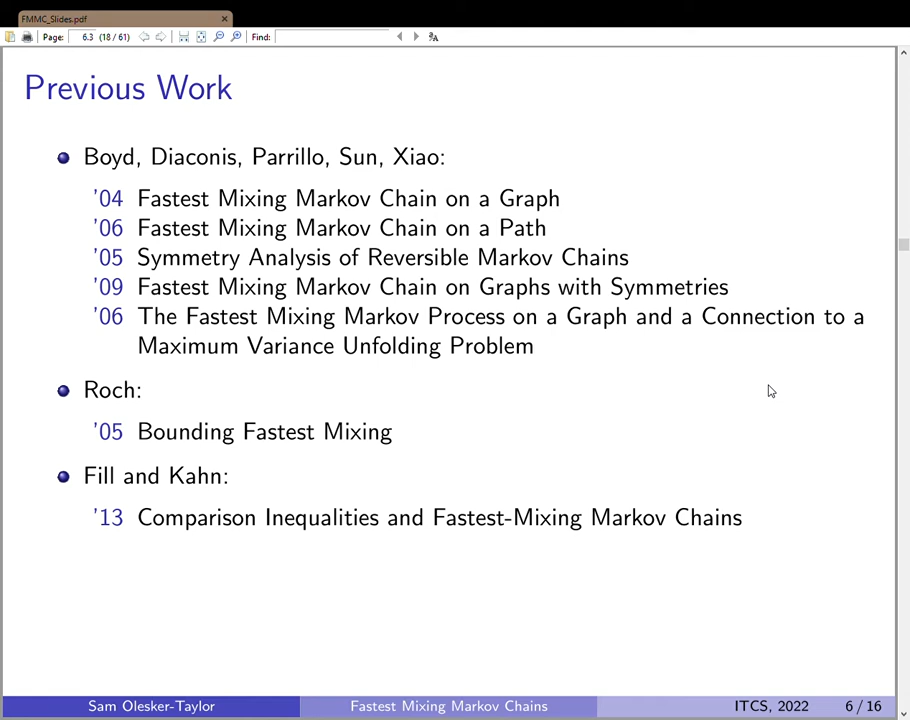 FMMC_Slides.pdf
Page: 6.3 (18 / 61) Find:
Previous Work
Boyd, Diaconis, Parrillo, Sun, Xiao:
'04 Fastest Mixing Markov Chain on a Graph
'06 Fastest Mixing Markov Chain on a Path
'05 Symmetry Analysis of Reversible Markov Chains
'09 Fastest Mixing Markov Chain on Graphs with Symmetries
'06 The Fastest Mixing Markov Process on a Graph and a Connection to a
Maximum Variance Unfolding Problem
Roch:
'05 Bounding Fastest Mixing
Fill and Kahn:
'13 Comparison Inequalities and Fastest-Mixing Markov Chains
Sam Olesker-Taylor Fastest Mixing Markov Chains ITCS, 2022 6 / 16